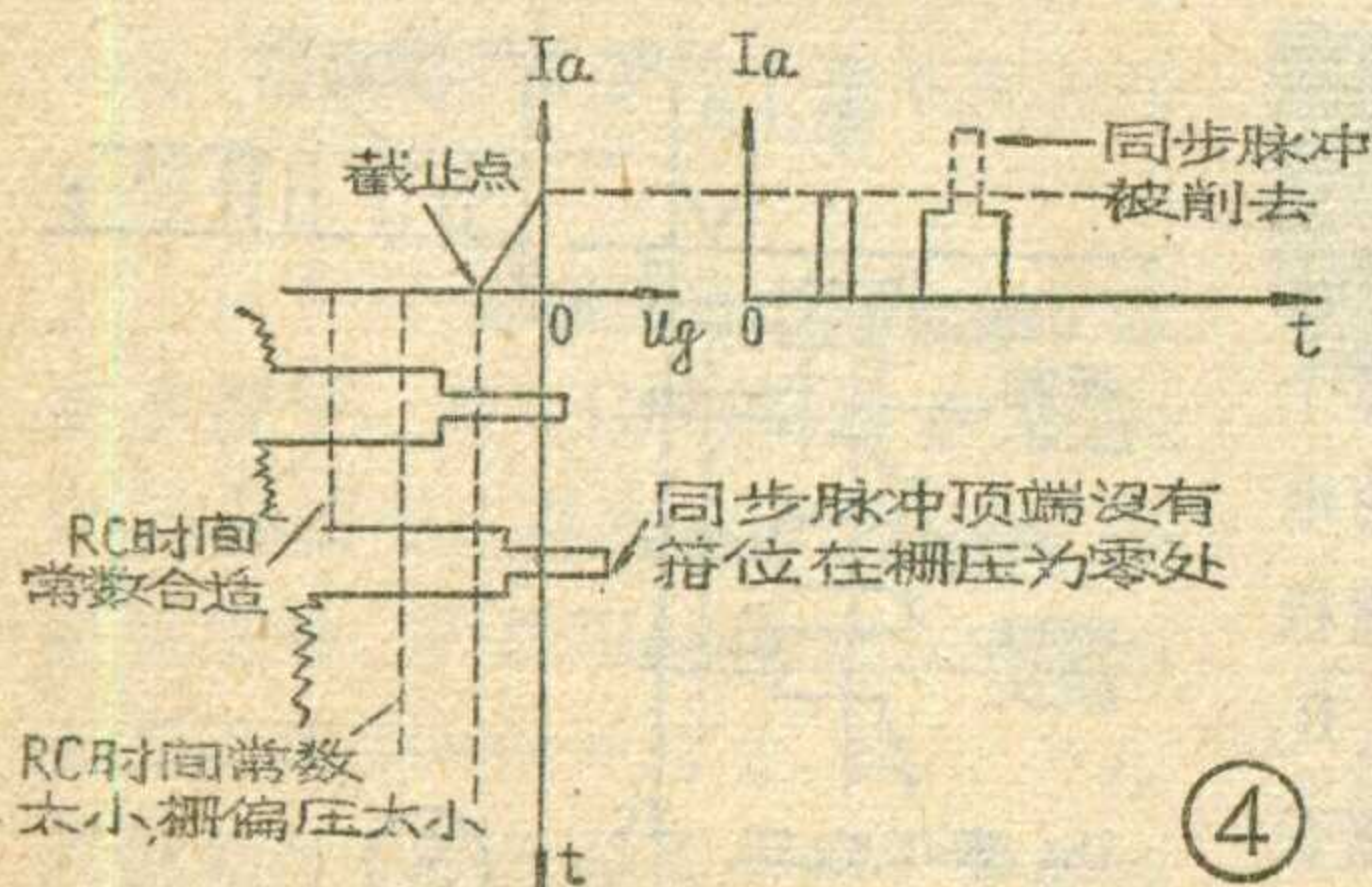 Ia
Ia
截止点
同步脉冲
被削去
0
Ug
0
t
RC时间
常数合适
同步脉冲顶端没有
箝位在栅压为零处
RC时间常数
太小,栅偏压太小
t
④